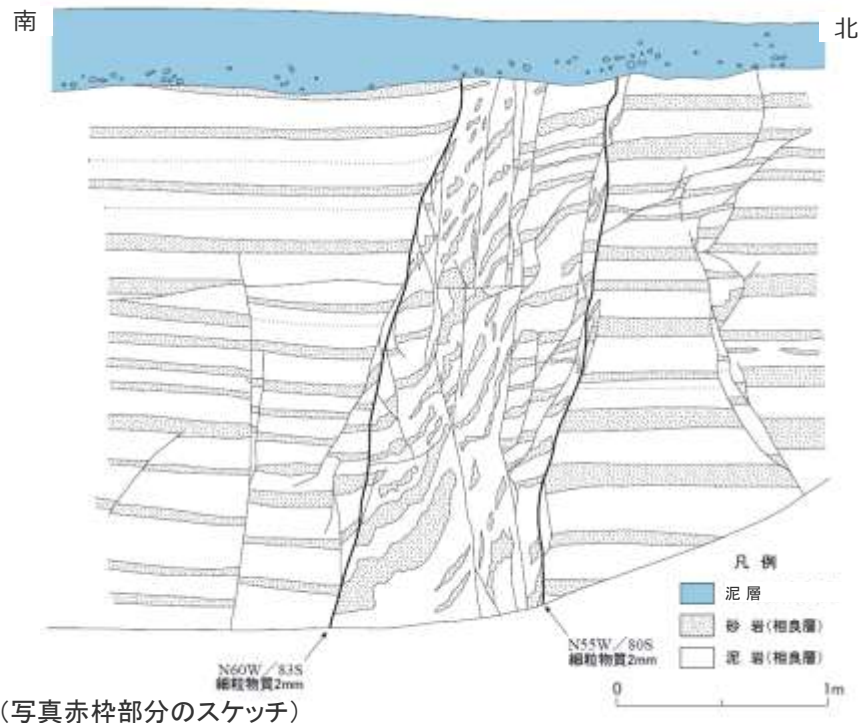 南
北
凡 例
泥 層
砂 岩(相良層)
泥 岩(相良層)
N60W/83S
細粒物質2mm
N55W/80S
細粒物質2mm
0
1m
(写真赤枠部分のスケッチ)